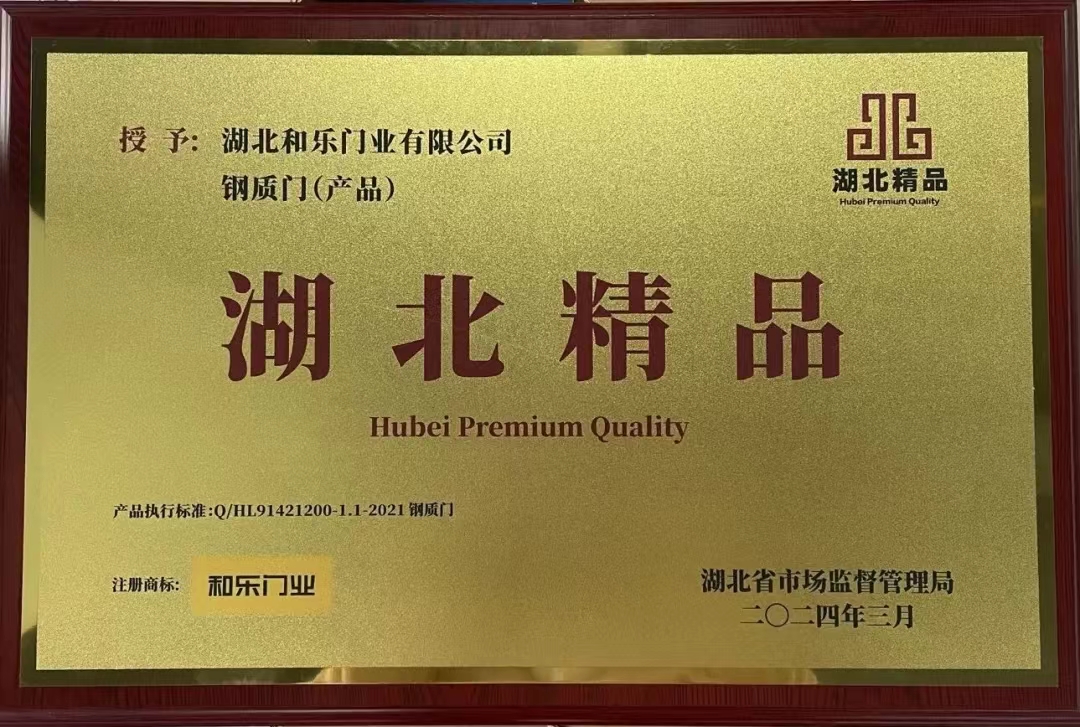 授予：湖北和乐门业有限公司
钢质门（产品）
湖北精品
Hubei Premium Quality
湖北精品
Hubei Premium Quality
产品执行标准：Q/HL91421200-1.1-2021 钢质门
注册商标：和乐门业
湖北省市场监督管理局
二〇二四年三月